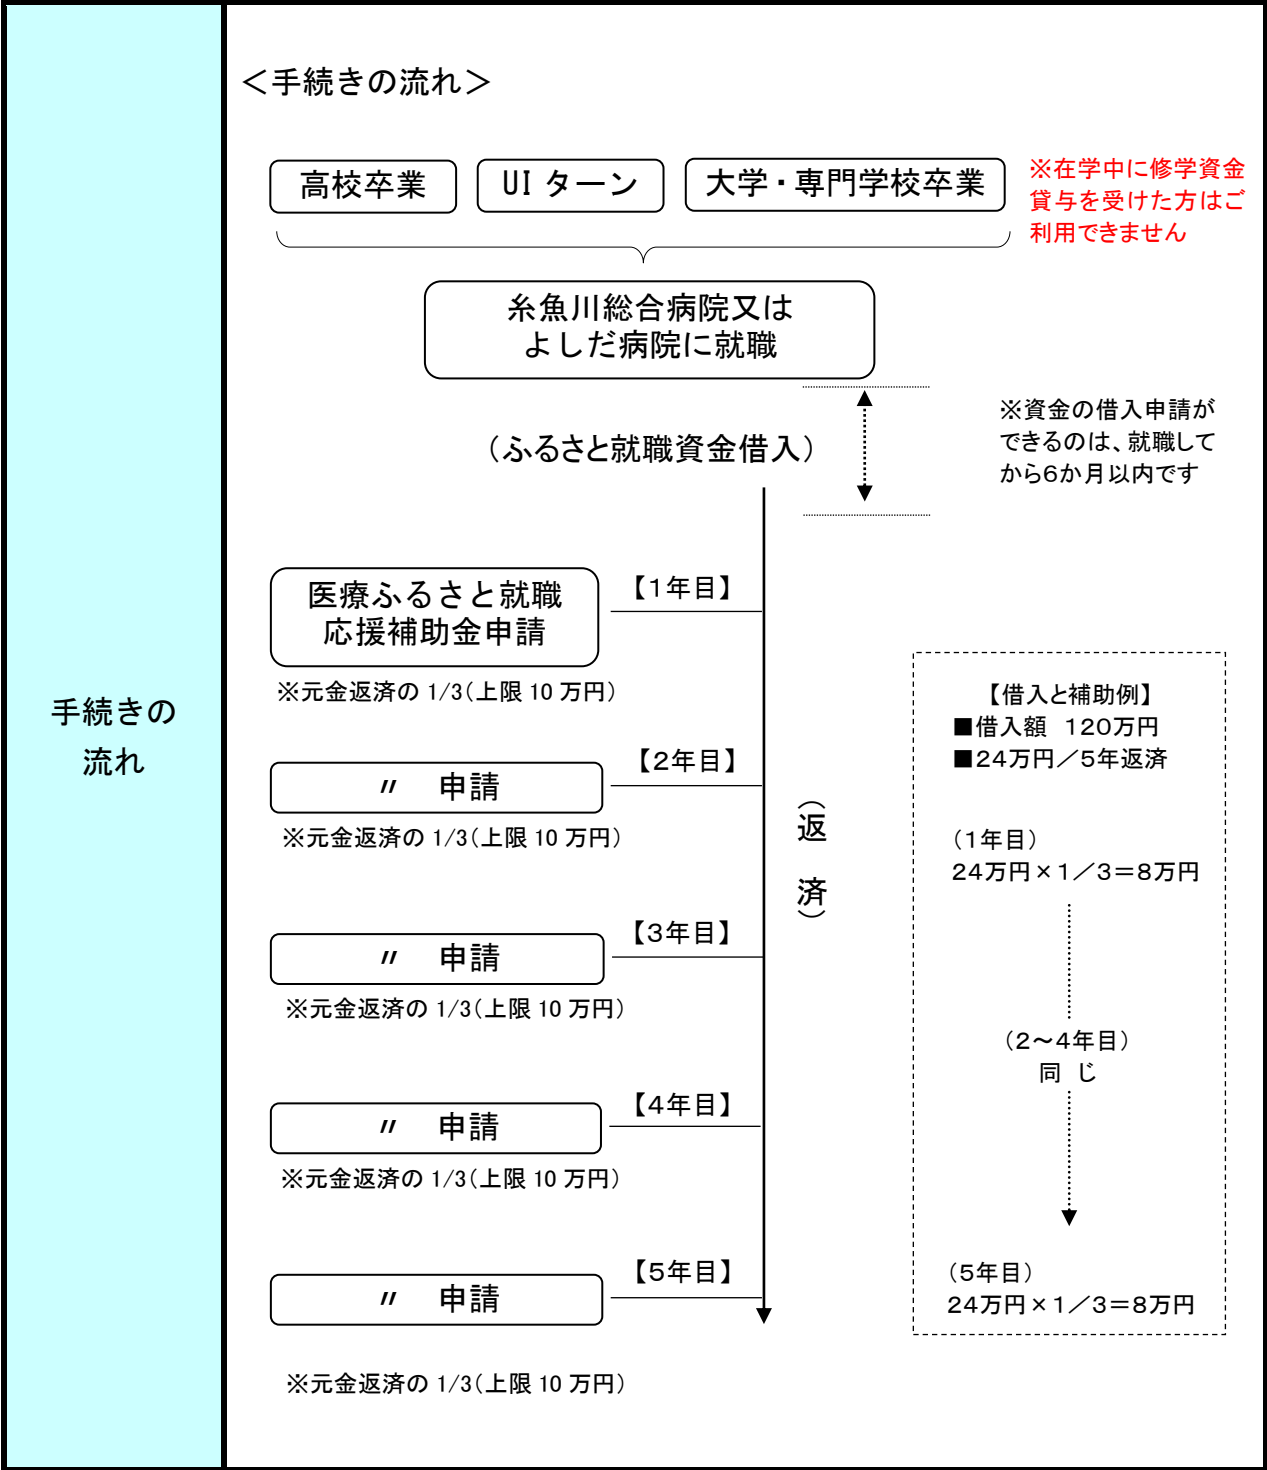 手続きの
流れ
＜手続きの流れ＞
高校卒業
UI ターン
大学・専門学校卒業
※在学中に修学資金
貸与を受けた方はご
利用できません
糸魚川総合病院又は
よしだ病院に就職
（ふるさと就職資金借入）
※資金の借入申請が
できるのは、就職して
から６か月以内です
医療ふるさと就職
応援補助金申請
【１年目】
※元金返済の 1/3（上限 10 万円）
〃　申請
【２年目】
※元金返済の 1/3（上限 10 万円）
〃　申請
【３年目】
※元金返済の 1/3（上限 10 万円）
〃　申請
【４年目】
※元金返済の 1/3（上限 10 万円）
〃　申請
【５年目】
※元金返済の 1/3（上限 10 万円）
（返　済）
【借入と補助例】
■借入額　１２０万円
■２４万円／５年返済
（１年目）
２４万円×１／３＝８万円
（２～４年目）
同　じ
（５年目）
２４万円×１／３＝８万円